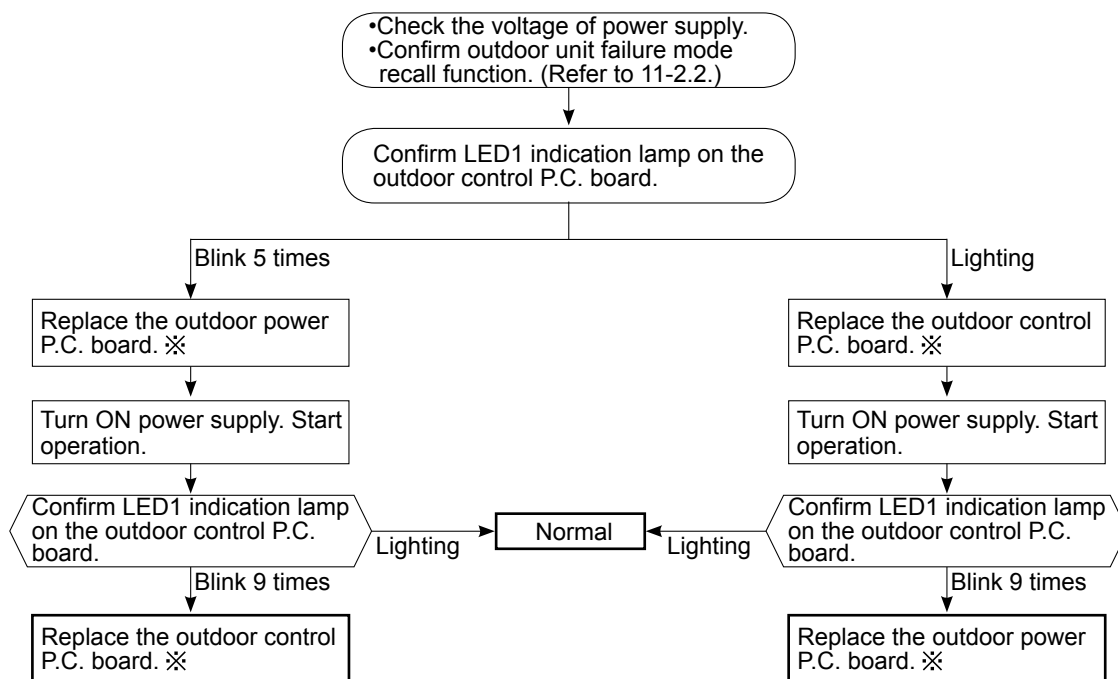 •Check the voltage of power supply.
•Confirm outdoor unit failure mode
recall function. (Refer to 11-2.2.)
Confirm LED1 indication lamp on the
outdoor control P.C. board.
Blink 5 times
Lighting
Replace the outdoor power
P.C. board. ※
Replace the outdoor control
P.C. board. ※
Turn ON power supply. Start
operation.
Turn ON power supply. Start
operation.
Confirm LED1 indication lamp
on the outdoor control P.C.
board.
Lighting
Normal
Lighting
Confirm LED1 indication lamp
on the outdoor control P.C.
board.
Blink 9 times
Blink 9 times
Replace the outdoor control
P.C. board. ※
Replace the outdoor power
P.C. board. ※